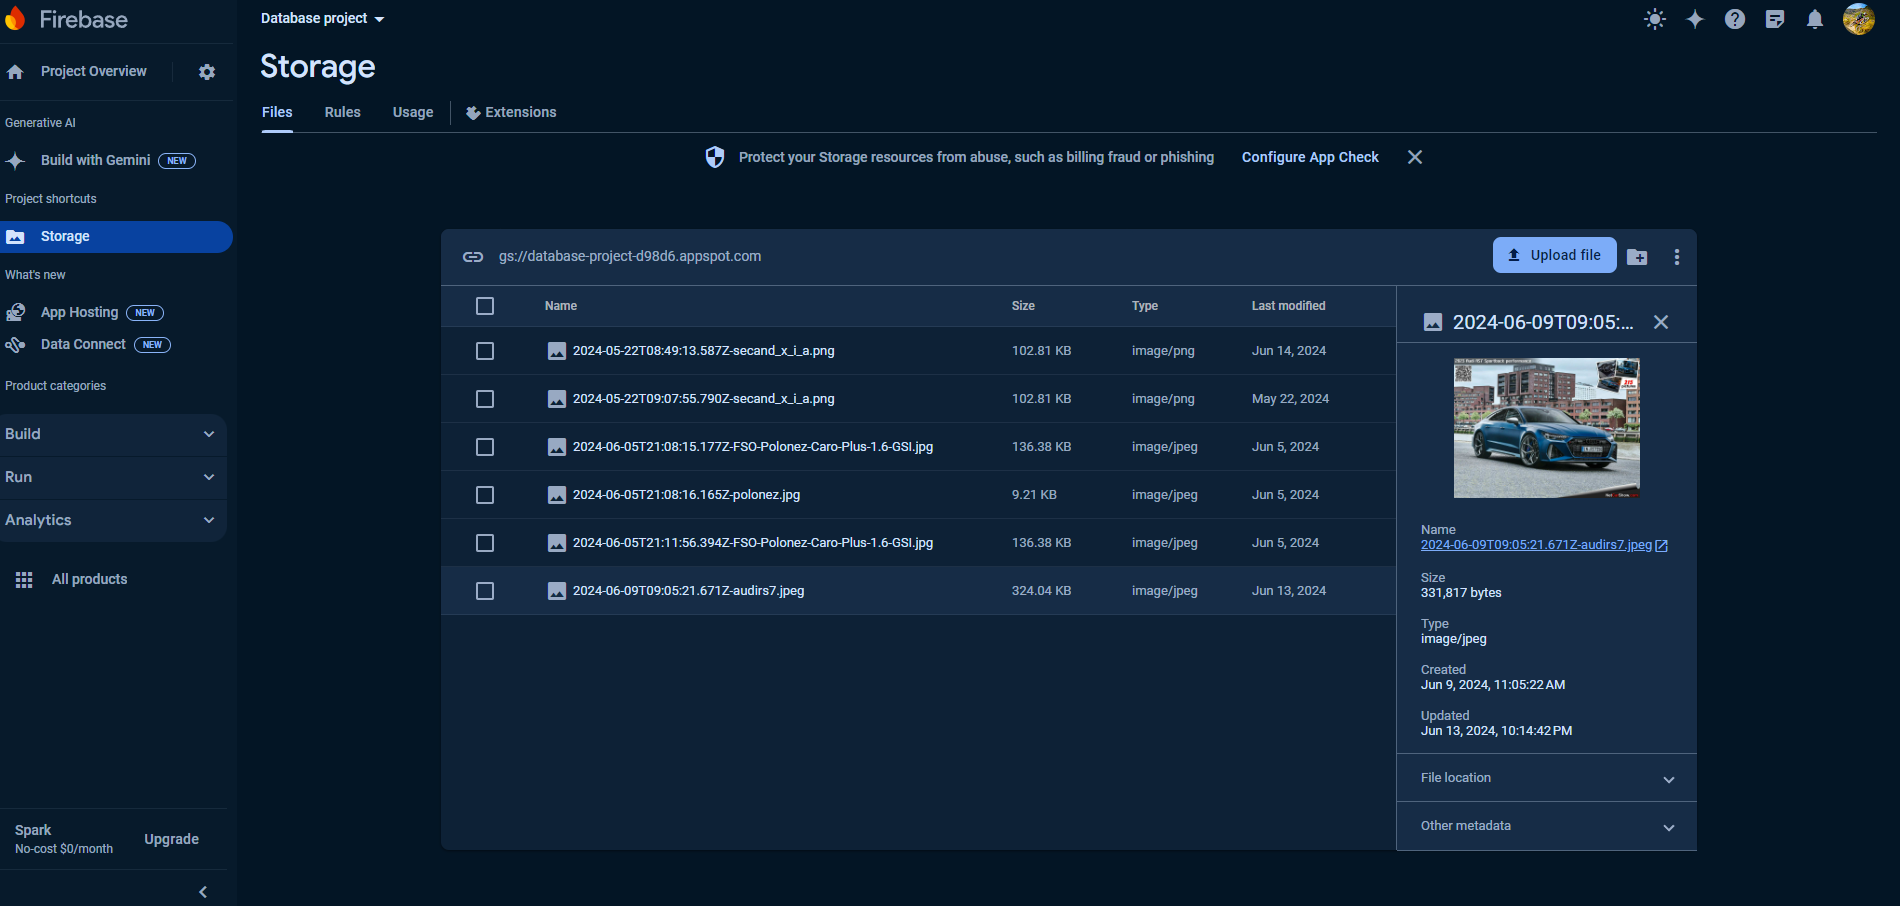 Firebase
Database project
Project Overview
Storage
Files Rules Usage Extensions
Generative AI
Build with Gemini NEW
Protect your Storage resources from abuse, such as billing fraud or phishing Configure App Check
Project shortcuts
Storage
What's new
App Hosting NEW
Data Connect NEW
Product categories
Build
Run
Analytics
All products
Spark
No-cost $0/month
Upgrade
gs://database-project-d98d6.appspot.com
Upload file
Name Size Type Last modified
2024-05-22T08:49:13.587Z-secand_x_i_a.png 102.81 KB image/png Jun 14, 2024
2024-05-22T09:07:55.790Z-secand_x_i_a.png 102.81 KB image/png May 22, 2024
2024-06-05T21:08:15.177Z-FSO-Polonez-Caro-Plus-1.6-GSI.jpg 136.38 KB image/jpeg Jun 5, 2024
2024-06-05T21:08:16.165Z-polonez.jpg 9.21 KB image/jpeg Jun 5, 2024
2024-06-05T21:11:56.394Z-FSO-Polonez-Caro-Plus-1.6-GSI.jpg 136.38 KB image/jpeg Jun 5, 2024
2024-06-09T09:05:21.671Z-audirs7.jpeg 324.04 KB image/jpeg Jun 13, 2024
2024-06-09T09:05:...
Name
2024-06-09T09:05:21.671Z-audirs7.jpeg
Size
331,817 bytes
Type
image/jpeg
Created
Jun 9, 2024, 11:05:22 AM
Updated
Jun 13, 2024, 10:14:42 PM
File location
Other metadata